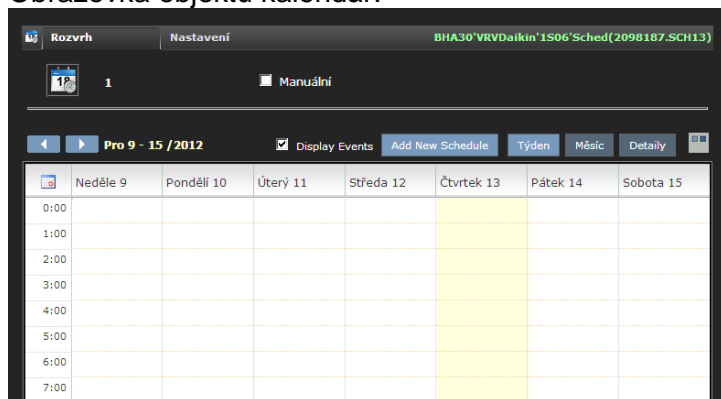 Obrazovka objektu kalendář:
Rozvrh Nastavení BHA30'VRVDaikin'1S06'Sched(2098187.SCH13)
18 1 Manuální
Pro 9 - 15 /2012 Display Events Add New Schedule Týden Měsíc Detaily
Neděle 9 Pondělí 10 Úterý 11 Středa 12 Čtvrtek 13 Pátek 14 Sobota 15
0:00
1:00
2:00
3:00
4:00
5:00
6:00
7:00